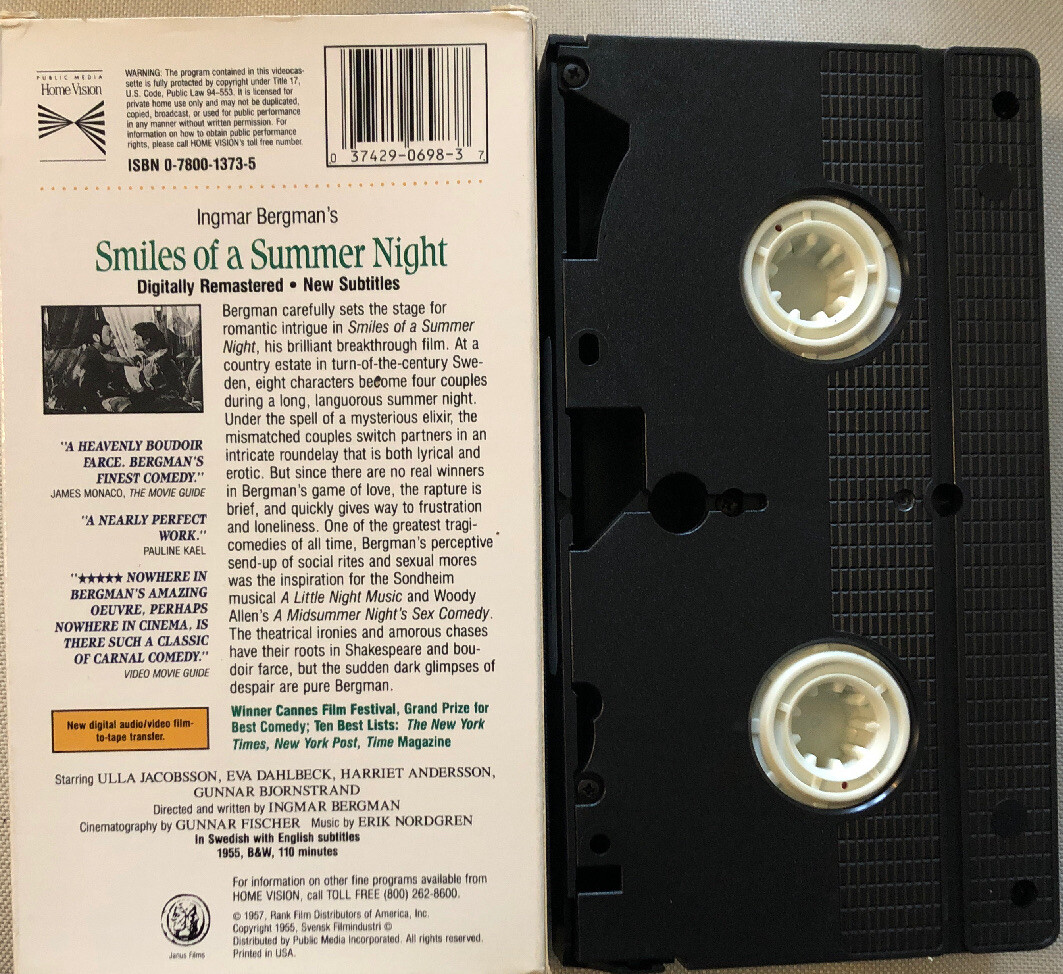 PUBLIC MEDIA
Home Vision
WARNING: The program contained in this videocas-
sette is fully protected by copyright under Title 17,
U.S. Code, Public Law 94-553. It is licensed for
private home use only and may not be duplicated,
copied, broadcast, or used for public performance
in any manner without written permission. For
information on how to obtain public performance
rights, please call HOME VISION's toll free number.
ISBN 0-7800-1373-5
0 37429-0698-3 7
Ingmar Bergman's
Smiles of a Summer Night
Digitally Remastered • New Subtitles
Bergman carefully sets the stage for
romantic intrigue in Smiles of a Summer
Night, his brilliant breakthrough film. At a
country estate in turn-of-the-century Swe-
den, eight characters become four couples
during a long, languorous summer night.
Under the spell of a mysterious elixir, the
mismatched couples switch partners in an
intricate roundelay that is both lyrical and
erotic. But since there are no real winners
in Bergman's game of love, the rapture is
brief, and quickly gives way to frustration
and loneliness. One of the greatest tragi-
comedies of all time, Bergman's perceptive
send-up of social rites and sexual mores
was the inspiration for the Sondheim
musical A Little Night Music and Woody
Allen's A Midsummer Night's Sex Comedy.
The theatrical ironies and amorous chases
have their roots in Shakespeare and bou-
doir farce, but the sudden dark glimpses of
despair are pure Bergman.
"A HEAVENLY BOUDOIR
FARCE. BERGMAN'S
FINEST COMEDY."
JAMES MONACO, THE MOVIE GUIDE
"A NEARLY PERFECT
WORK."
PAULINE KAEL
"★★★★★ NOWHERE IN
BERGMAN'S AMAZING
OEUVRE, PERHAPS
NOWHERE IN CINEMA, IS
THERE SUCH A CLASSIC
OF CARNAL COMEDY."
VIDEO MOVIE GUIDE
New digital audio/video film-
to-tape transfer.
Winner Cannes Film Festival, Grand Prize for
Best Comedy; Ten Best Lists: The New York
Times, New York Post, Time Magazine
Starring ULLA JACOBSSON, EVA DAHLBECK, HARRIET ANDERSSON,
GUNNAR BJORNSTRAND
Directed and written by INGMAR BERGMAN
Cinematography by GUNNAR FISCHER Music by ERIK NORDGREN
In Swedish with English subtitles
1955, B&W, 110 minutes
For information on other fine programs available from
HOME VISION, call TOLL FREE (800) 262-8600.
© 1957, Rank Film Distributors of America, Inc.
Copyright 1955, Svensk Filmindustri ©
Distributed by Public Media Incorporated. All rights reserved.
Printed in USA.
Janus Films